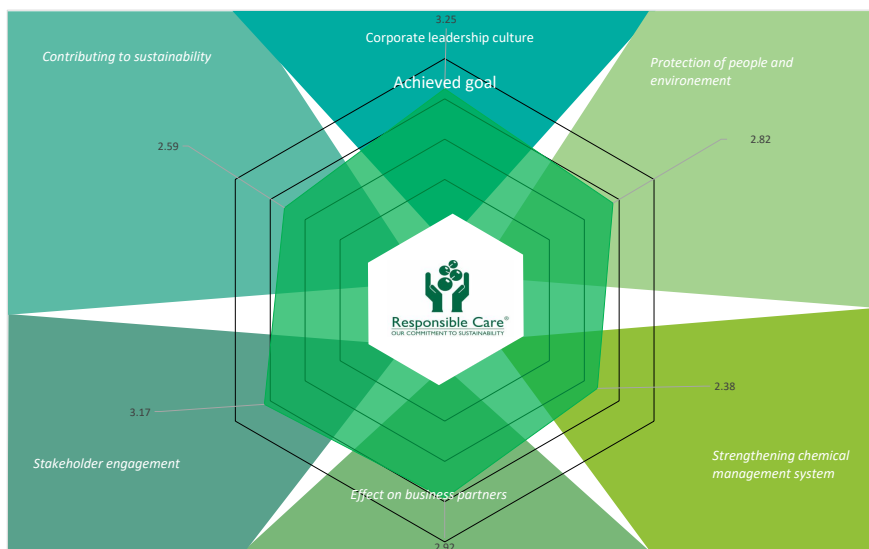 3.25
Corporate leadership culture
Contributing to sustainability
Protection of people and
environement
Achieved goal
2.59
2.82
Responsible Care®
OUR COMMITMENT TO SUSTAINABILITY
2.38
3.17
Stakeholder engagement
Strengthening chemical
management system
Effect on business partners
2.92